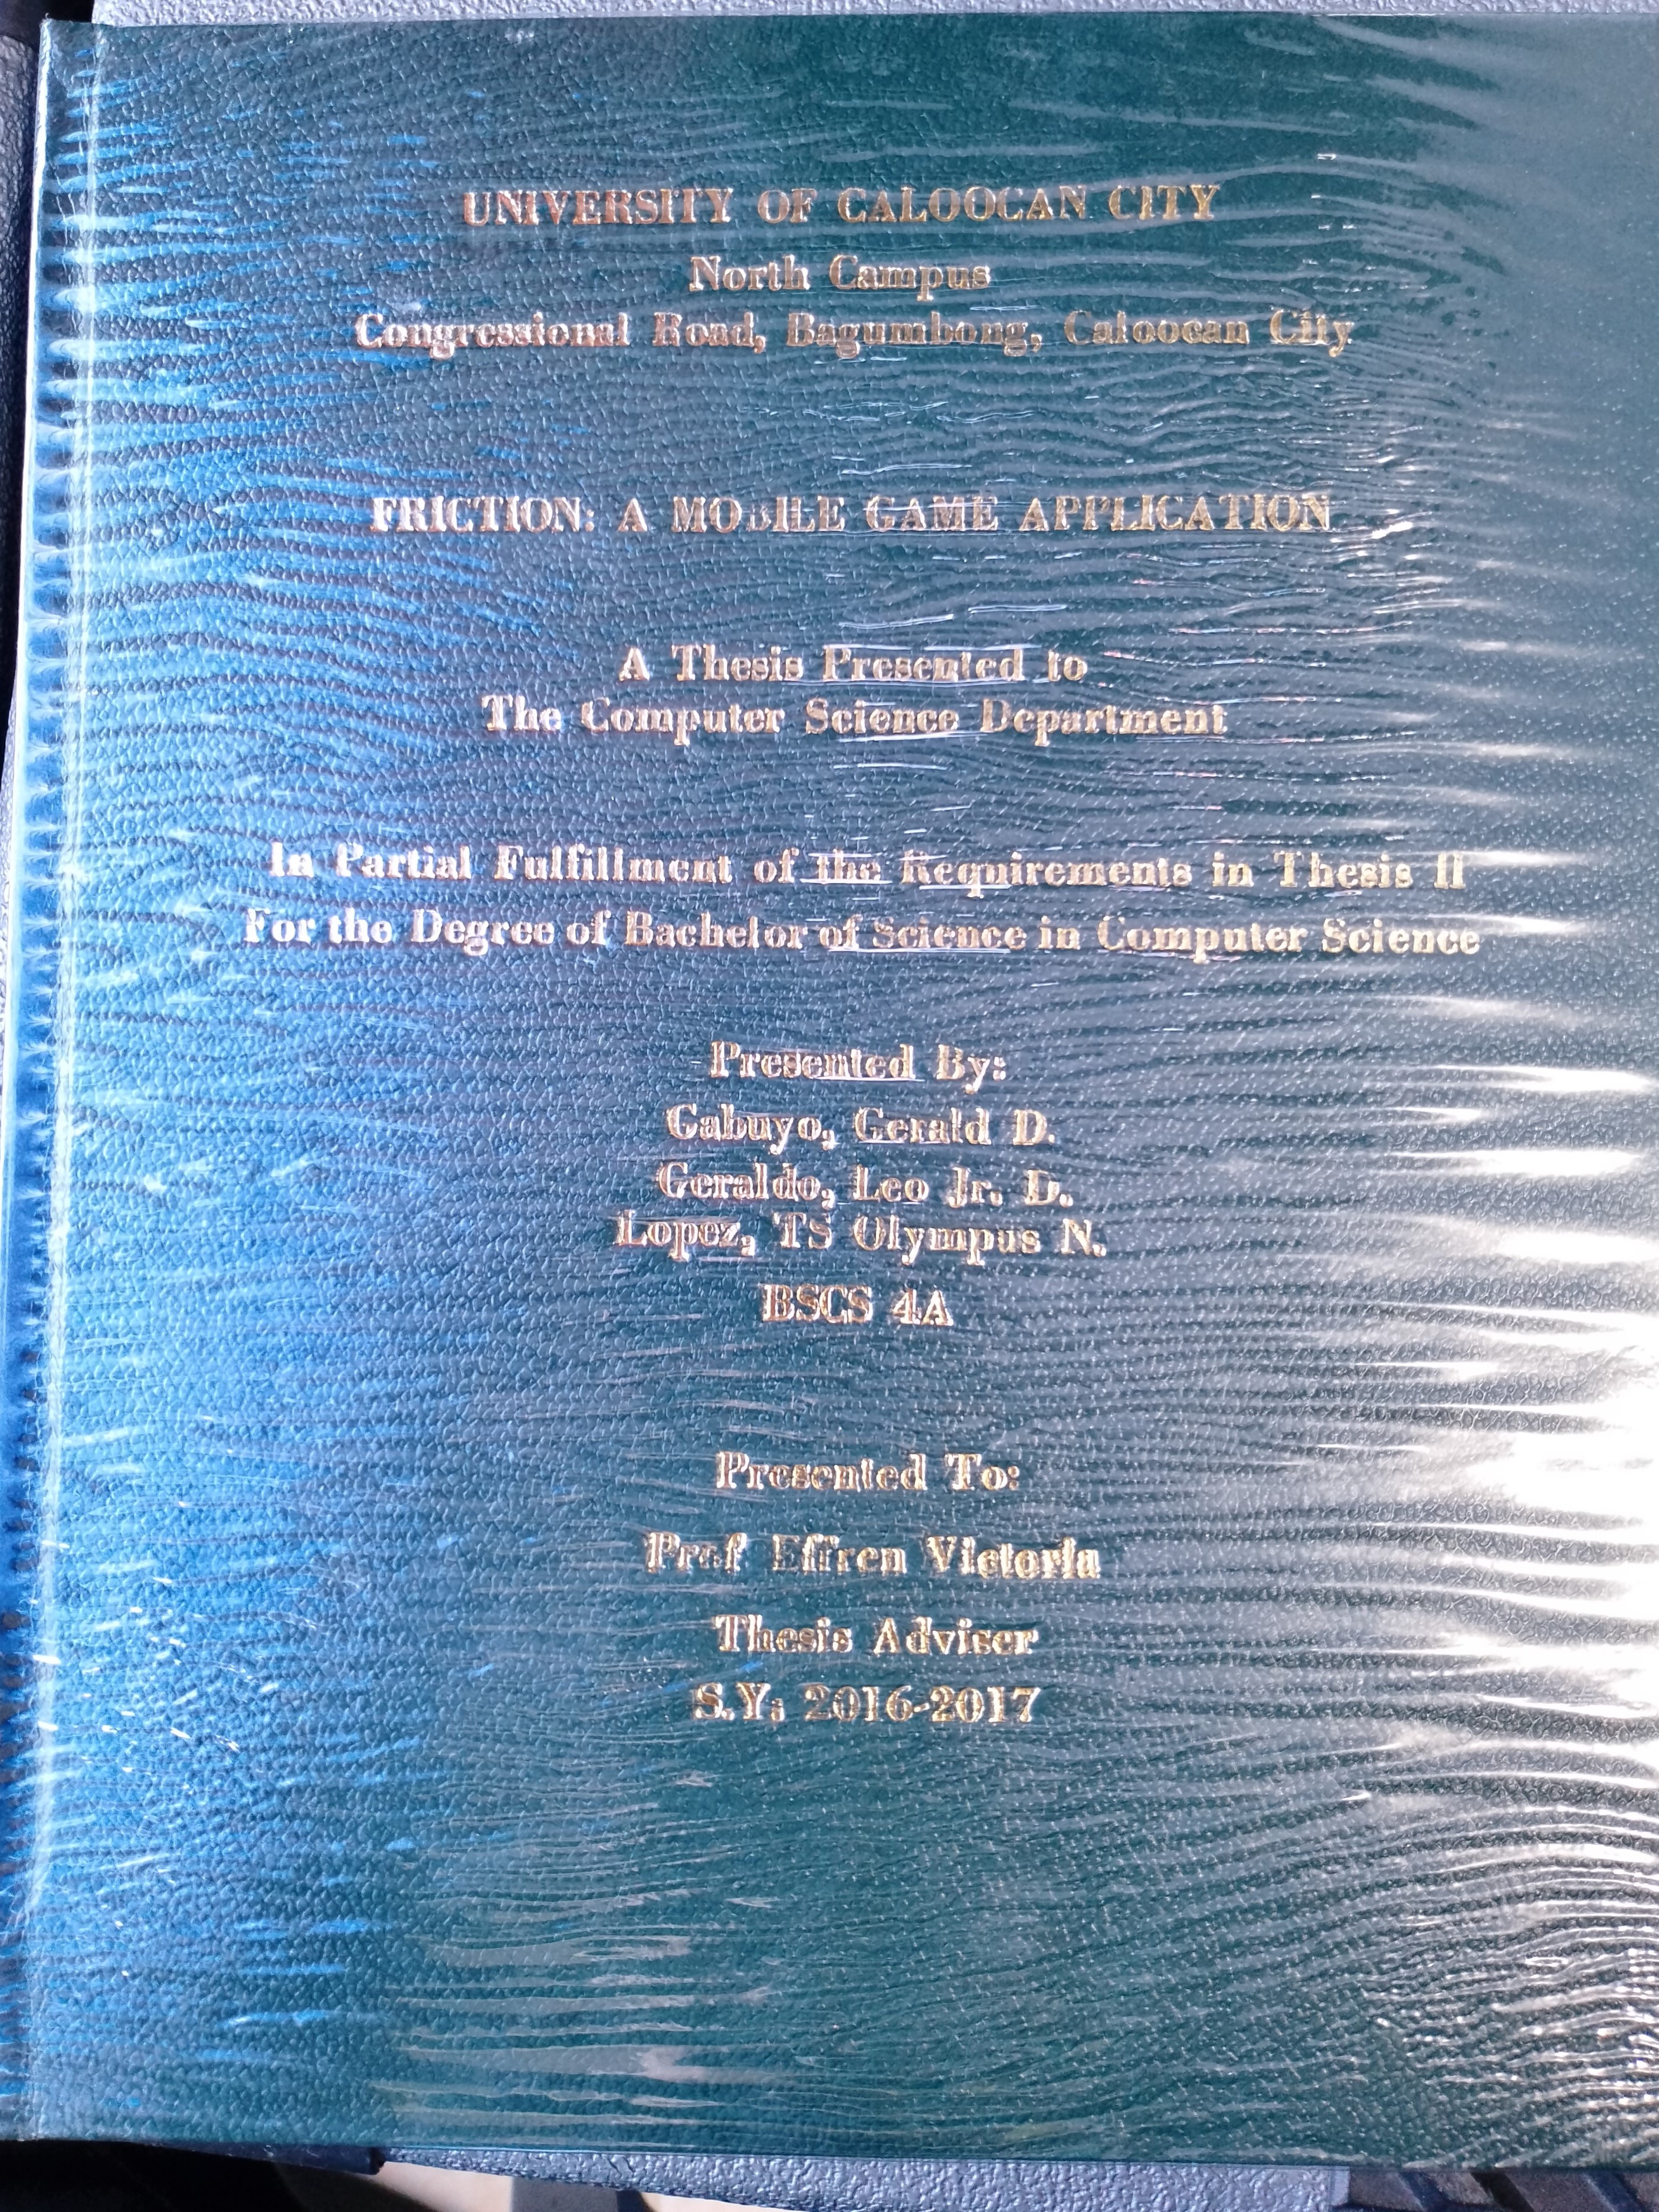 UNIVERSITY OF CALOOCAN CITY
North Campus
Congressional Road, Bagumbong, Caloocan City
FRICTION: A MOBILE GAME APPLICATION
A Thesis Presented to
The Computer Science Department
In Partial Fulfillment of the Requirements in Thesis II
For the Degree of Bachelor of Science in Computer Science
Presented By:
Gabuyo, Gerald D.
Geraldo, Leo Jr. D.
Lopez, TS Olympus N.
BSCS 4A
Presented To:
Prof Effren Victoria
Thesis Adviser
S.Y: 2016-2017